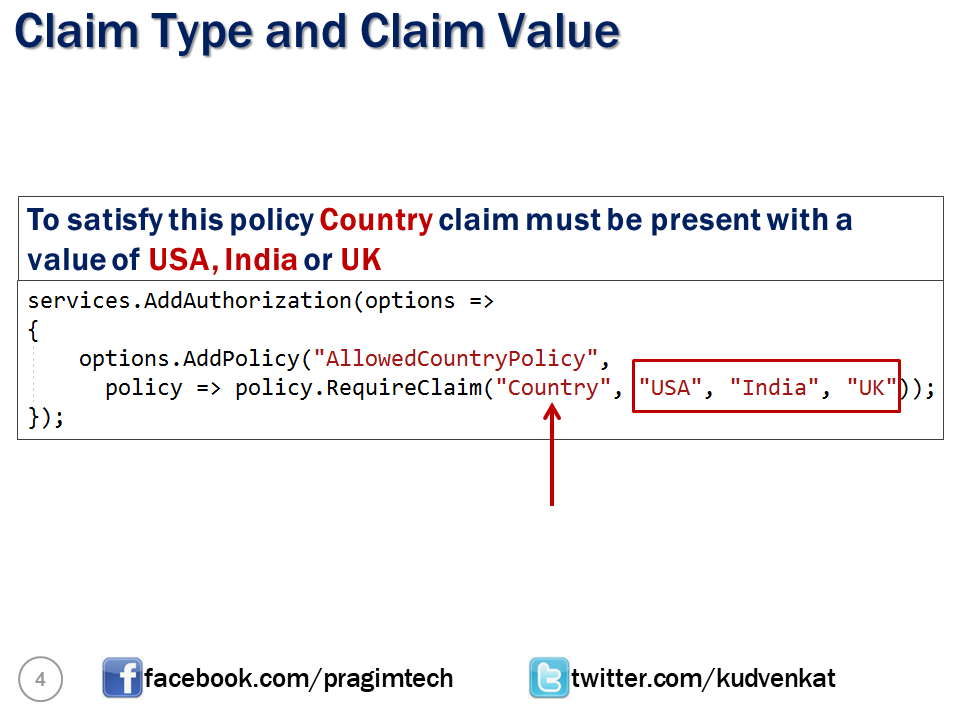 Claim Type and Claim Value
To satisfy this policy Country claim must be present with a
value of USA, India or UK
services.AddAuthorization(options =>
{
    options.AddPolicy("AllowedCountryPolicy",
      policy => policy.RequireClaim("Country", "USA", "India", "UK"));
});
4
facebook.com/pragimtech
twitter.com/kudvenkat